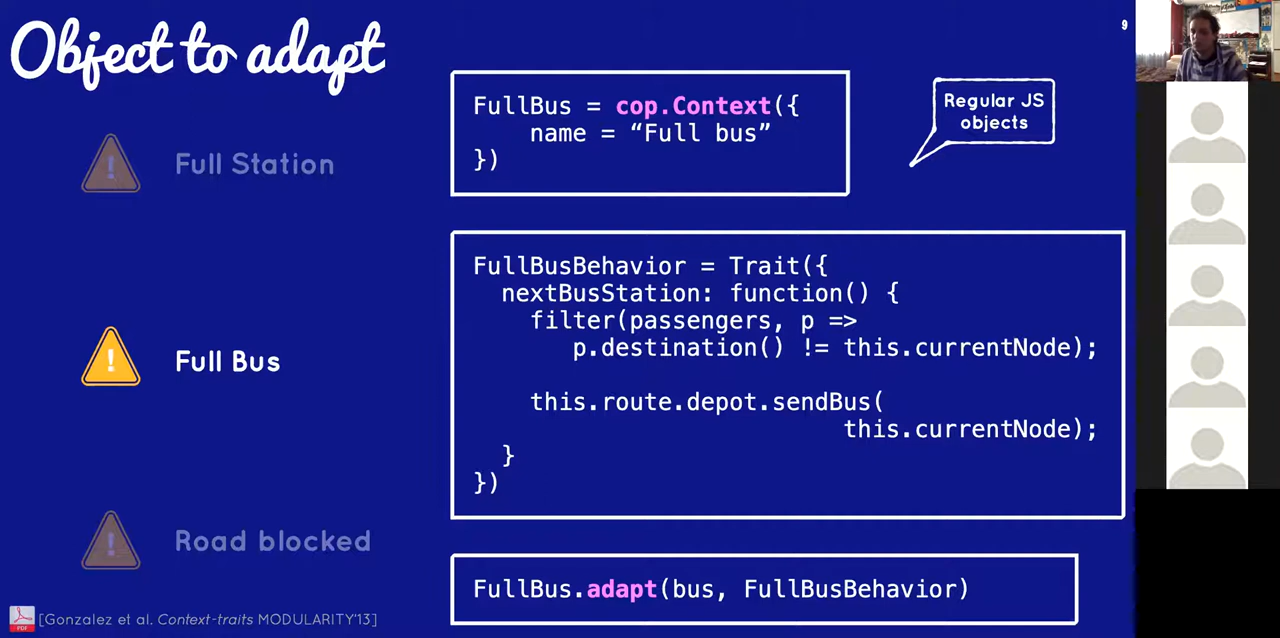 Object to adapt
9
Full Station
Full Bus
Road blocked
FullBus = cop.Context({
name = “Full bus”
})
Regular JS
objects
FullBusBehavior = Trait({
nextBusStation: function() {
filter(passengers, p =>
p.destination() != this.currentNode);
this.route.depot.sendBus(
this.currentNode);
}
})
FullBus.adapt(bus, FullBusBehavior)
PDF
[Gonzalez et al. Context-traits MODULARITY'13]